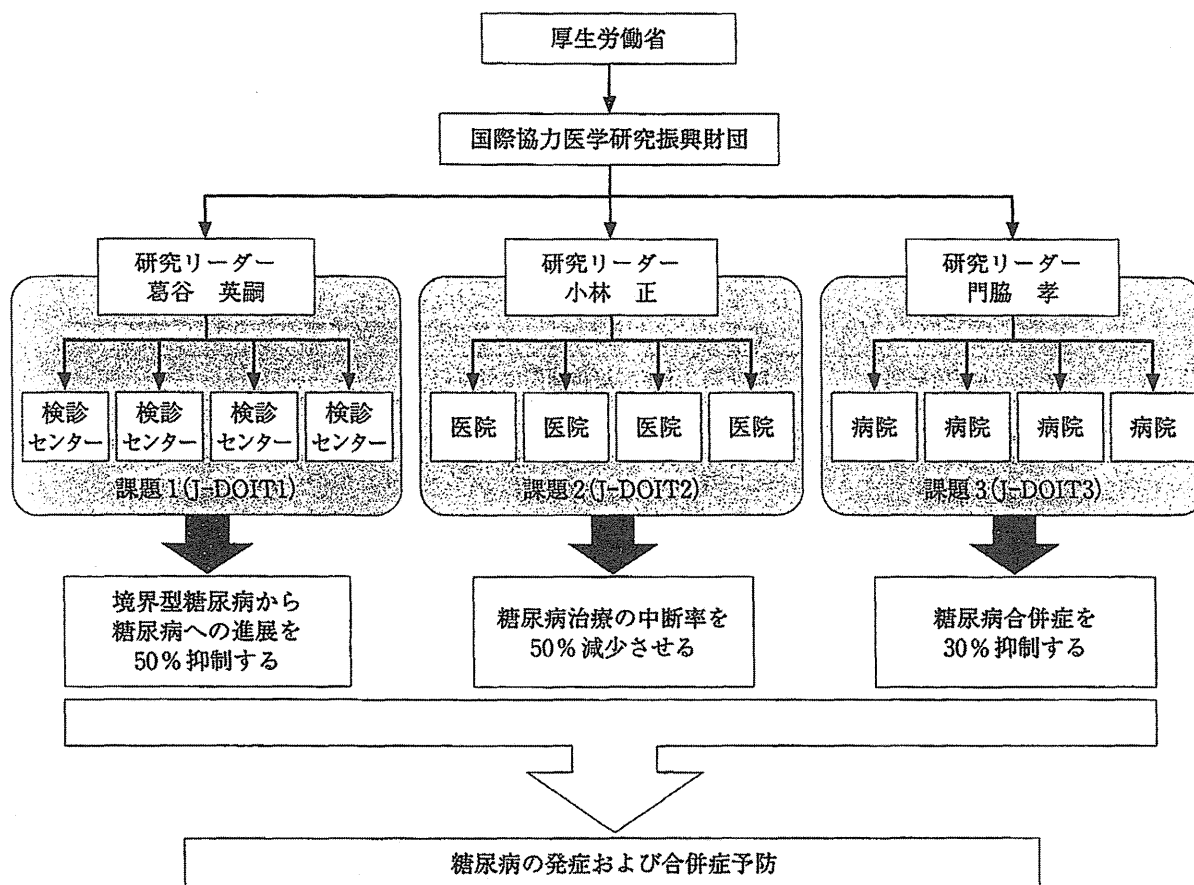 厚生労働省
国際協力医学研究振興財団
研究リーダー
葛谷 英嗣
研究リーダー
小林 正
研究リーダー
門脇 孝
検診
センター
検診
センター
検診
センター
検診
センター
医院
医院
医院
医院
病院
病院
病院
病院
課題1(J-DOIT1)
課題2(J-DOIT2)
課題3(J-DOIT3)
境界型糖尿病から
糖尿病への進展を
50%抑制する
糖尿病治療の中断率を
50%減少させる
糖尿病合併症を
30%抑制する
糖尿病の発症および合併症予防